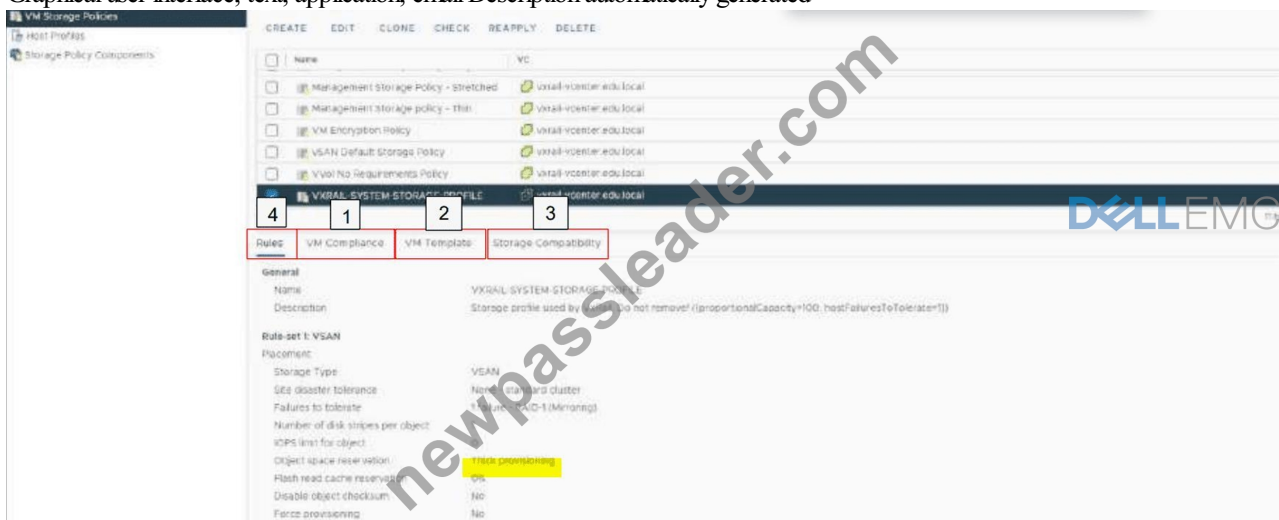 Graphical user interface, text, application, email Description automatically generated
VM Storage Policies
Host Profiles
Storage Policy Components
CREATE EDIT CLONE CHECK REAPPLY DELETE
Name VC
Management Storage Policy - Stretched vxrail-vcenter.edu.local
Management storage policy - Thin vxrail-vcenter.edu.local
VM Encryption Policy vxrail-vcenter.edu.local
vSAN Default Storage Policy vxrail-vcenter.edu.local
VVol No Requirements Policy vxrail-vcenter.edu.local
VXRAIL-SYSTEM-STORAGE-PROFILE vxrail-vcenter.edu.local
4 1 2 3
DELLEMC
Rules VM Compliance VM Template Storage Compatibility
General
Name VXRAIL-SYSTEM-STORAGE-PROFILE
Description Storage profile used by VxRail. Do not remove! ((proportionalCapacity=100, hostFailuresToTolerate=1))
Rule-set 1: VSAN
Placement
Storage Type VSAN
Site disaster tolerance None - standard cluster
Failures to tolerate 1 failure - RAID-1 (Mirroring)
Number of disk stripes per object
IOPS limit for object
Object space reservation Thick provisioning
Flash read cache reservation 0%
Disable object checksum No
Force provisioning No
newpassleader.com